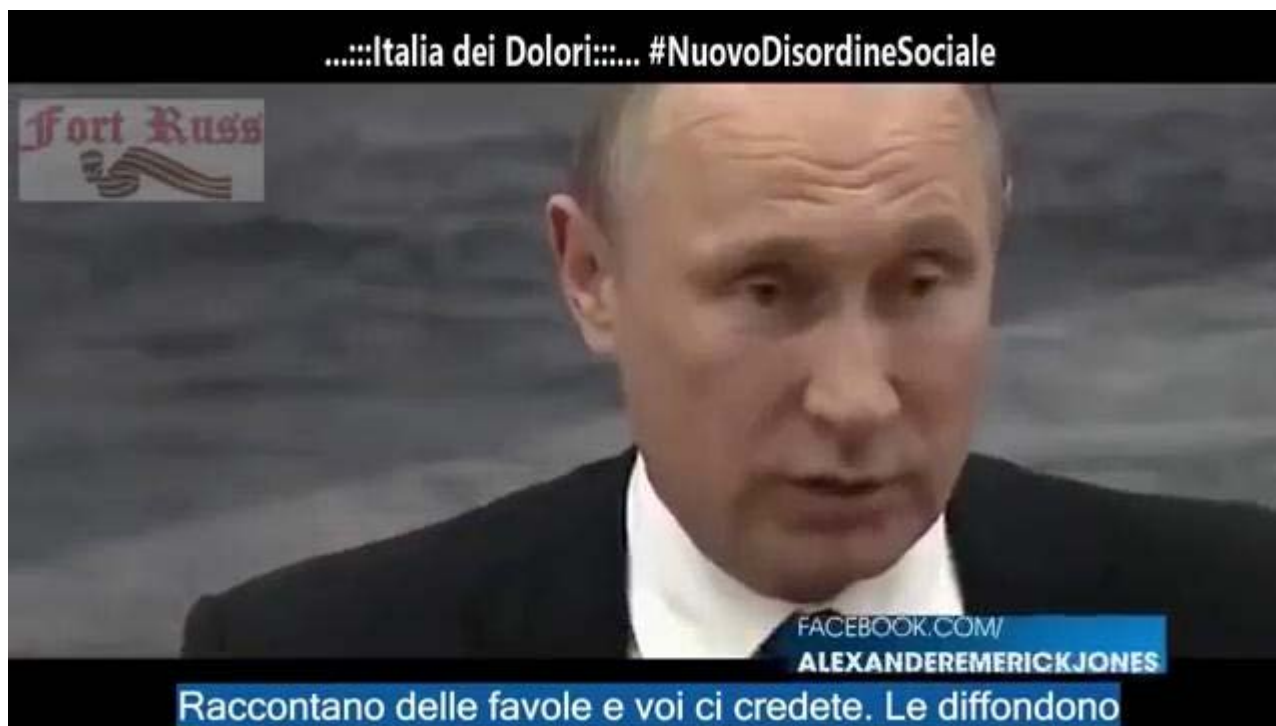 ...:::Italia dei Dolori:::... #NuovoDisordineSociale
Fort Russ
FACEBOOK.COM/
ALEXANDEREMERICKJONES
Raccontano delle favole e voi ci credete. Le diffondono